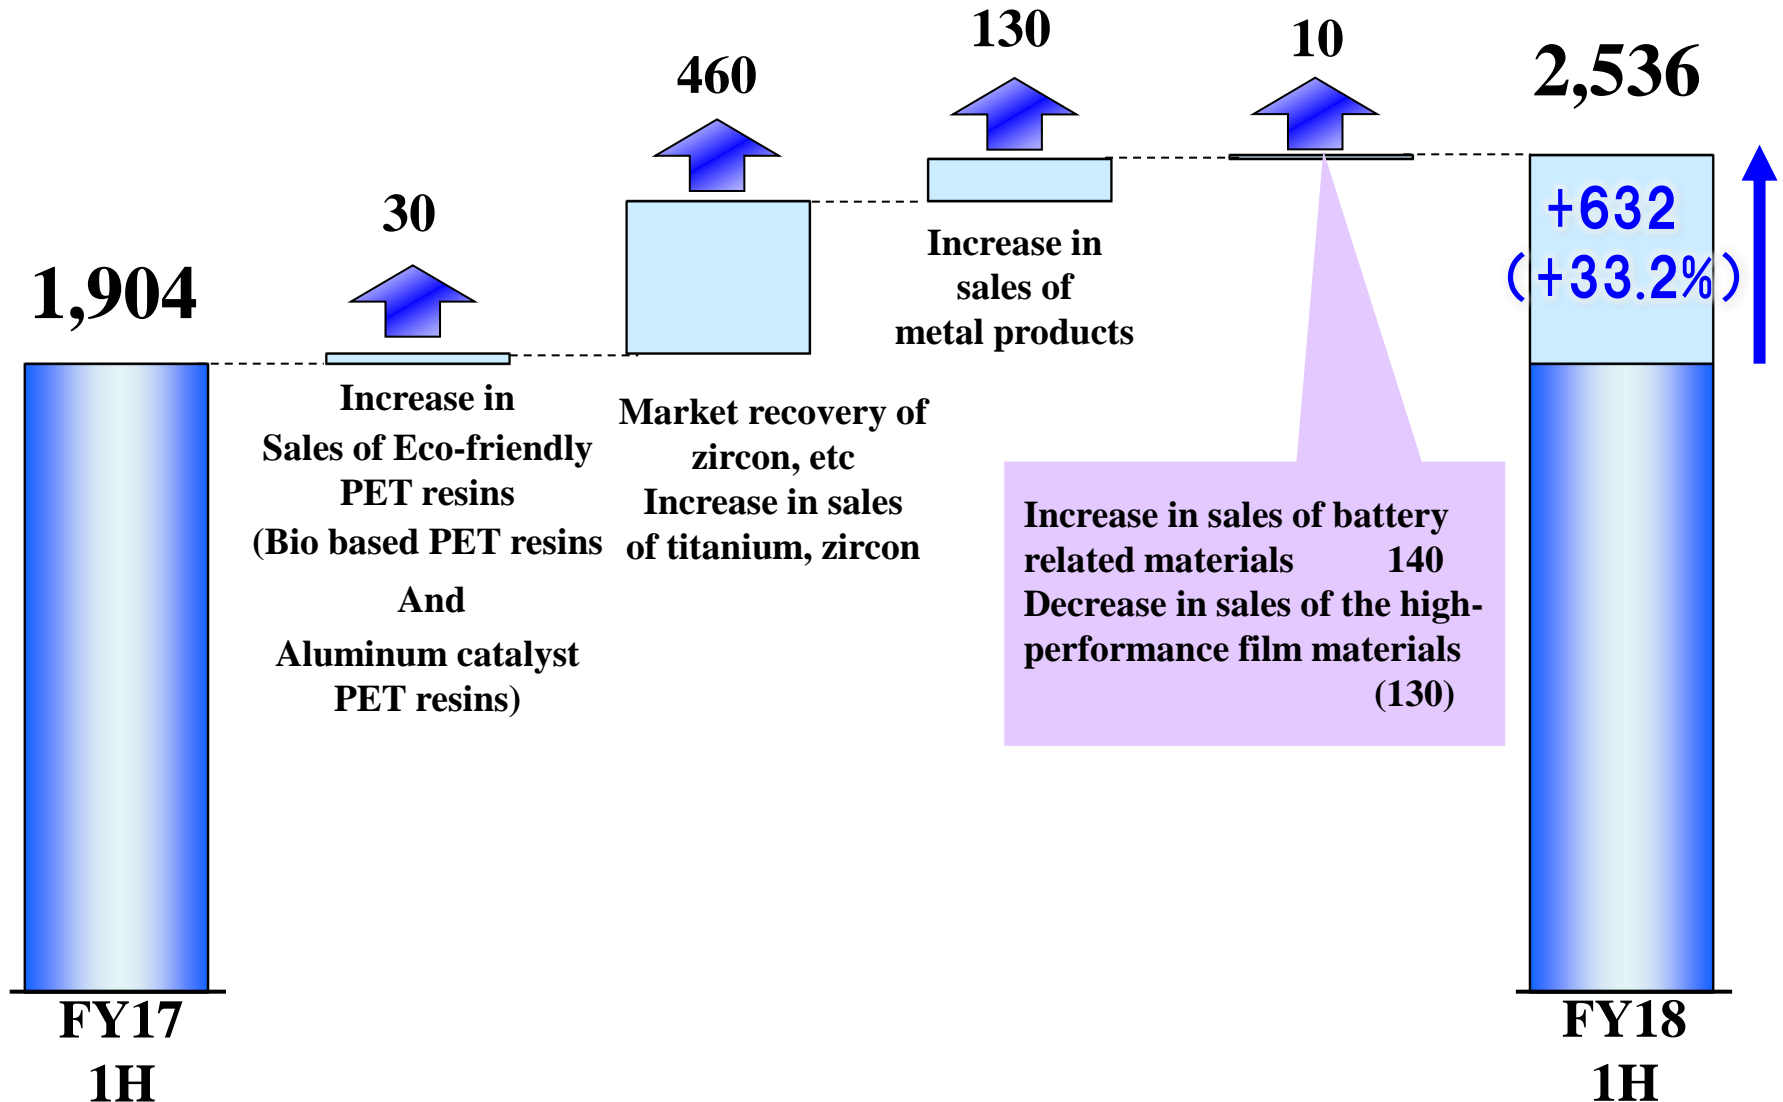 1,904
FY17
1H
30
Increase in
Sales of Eco-friendly
PET resins
(Bio based PET resins
And
Aluminum catalyst
PET resins)
460
Market recovery of
zircon, etc
Increase in sales
of titanium, zircon
130
Increase in
sales of
metal products
10
Increase in sales of battery
related materials 140
Decrease in sales of the high-
performance film materials
(130)
2,536
+632
(+33.2%)
FY18
1H